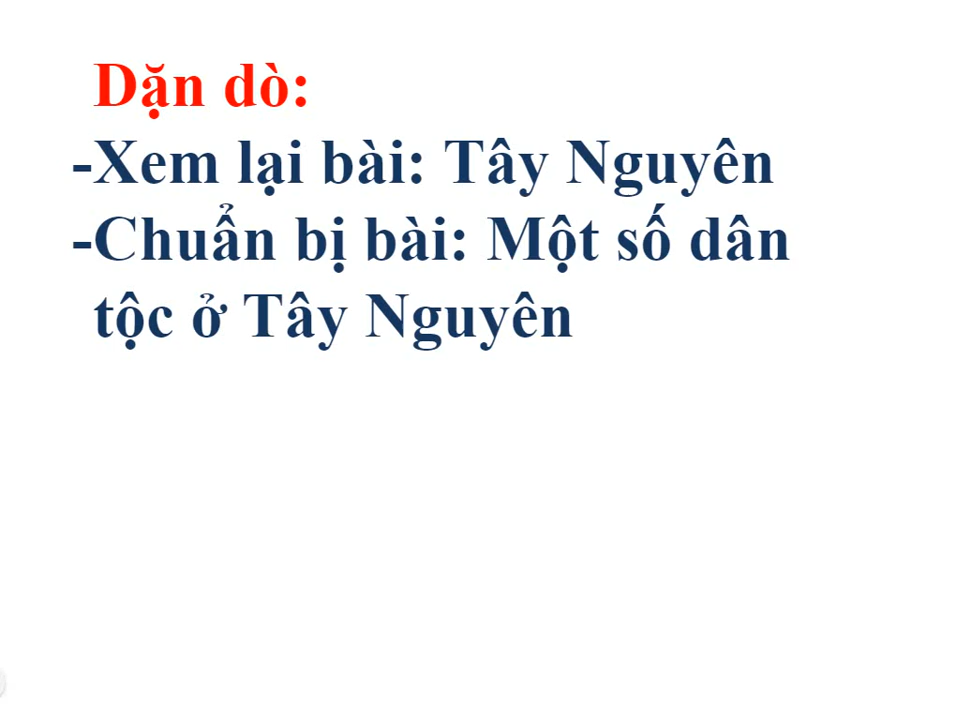 Dặn dò:
-Xem lại bài: Tây Nguyên
-Chuẩn bị bài: Một số dân
tộc ở Tây Nguyên